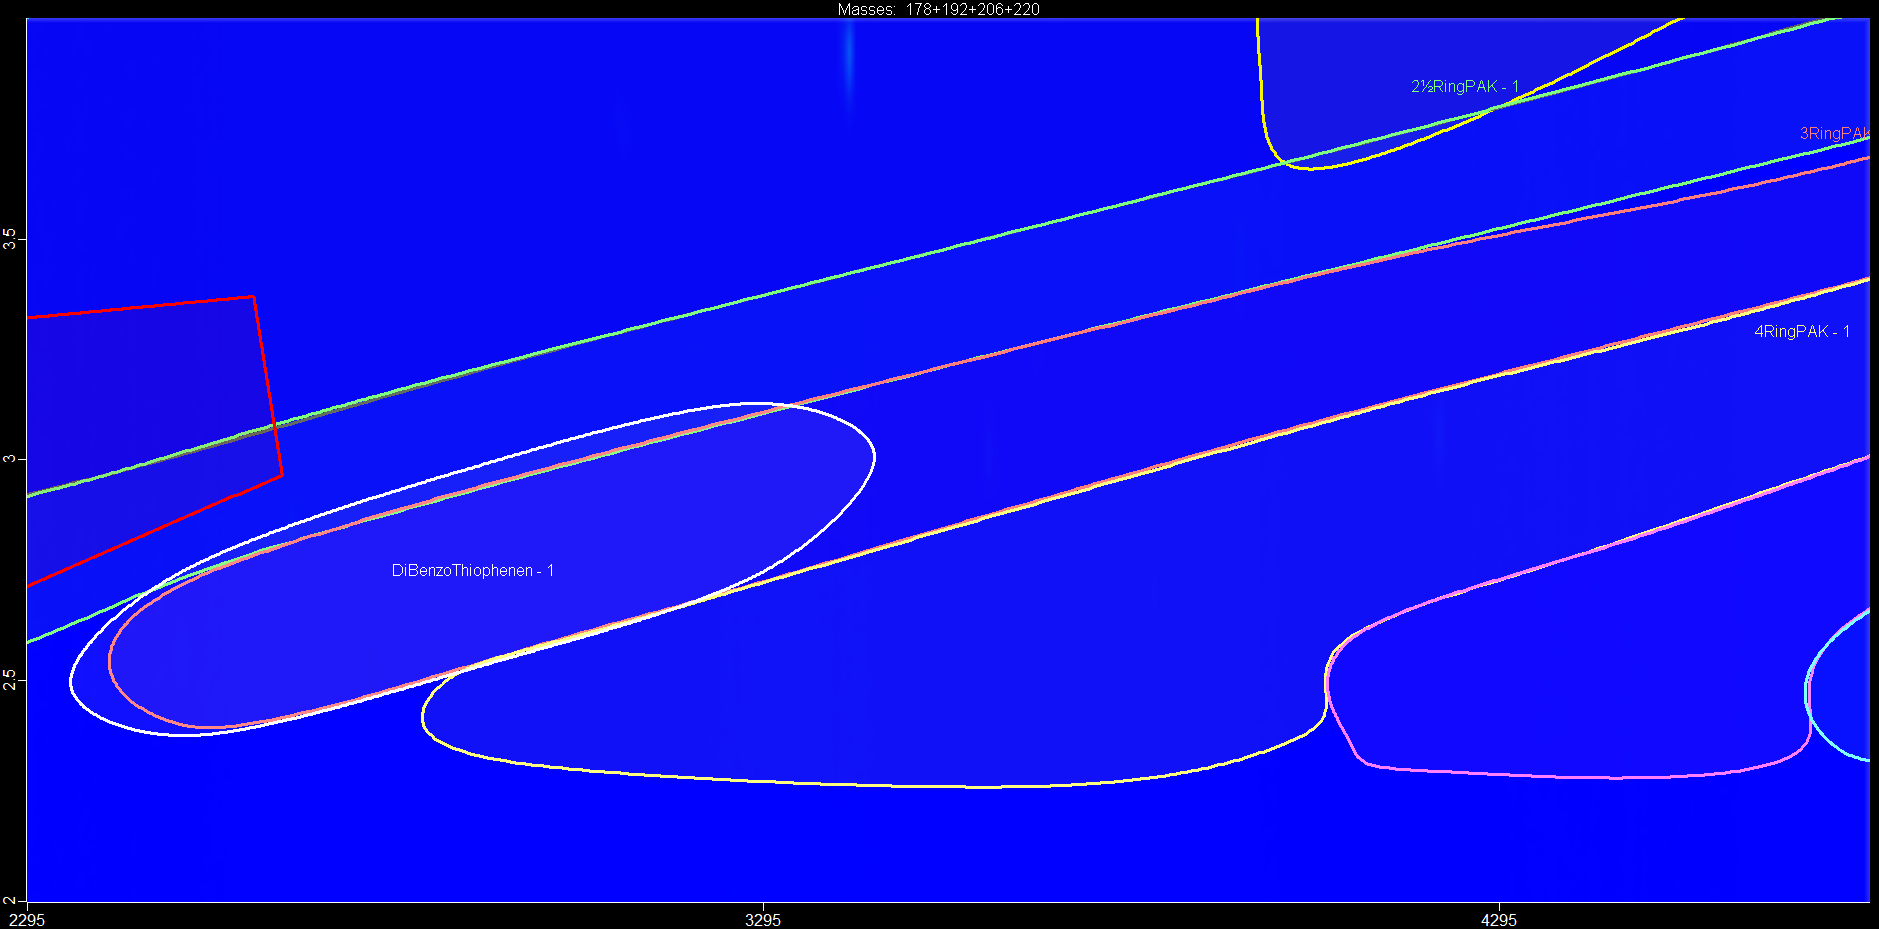 Masses: 178+192+206+220
2½RingPAK - 1
3RingPAK
3.5
4RingPAK - 1
3
DiBenzoThiophenen - 1
2.5
2
2295
3295
4295